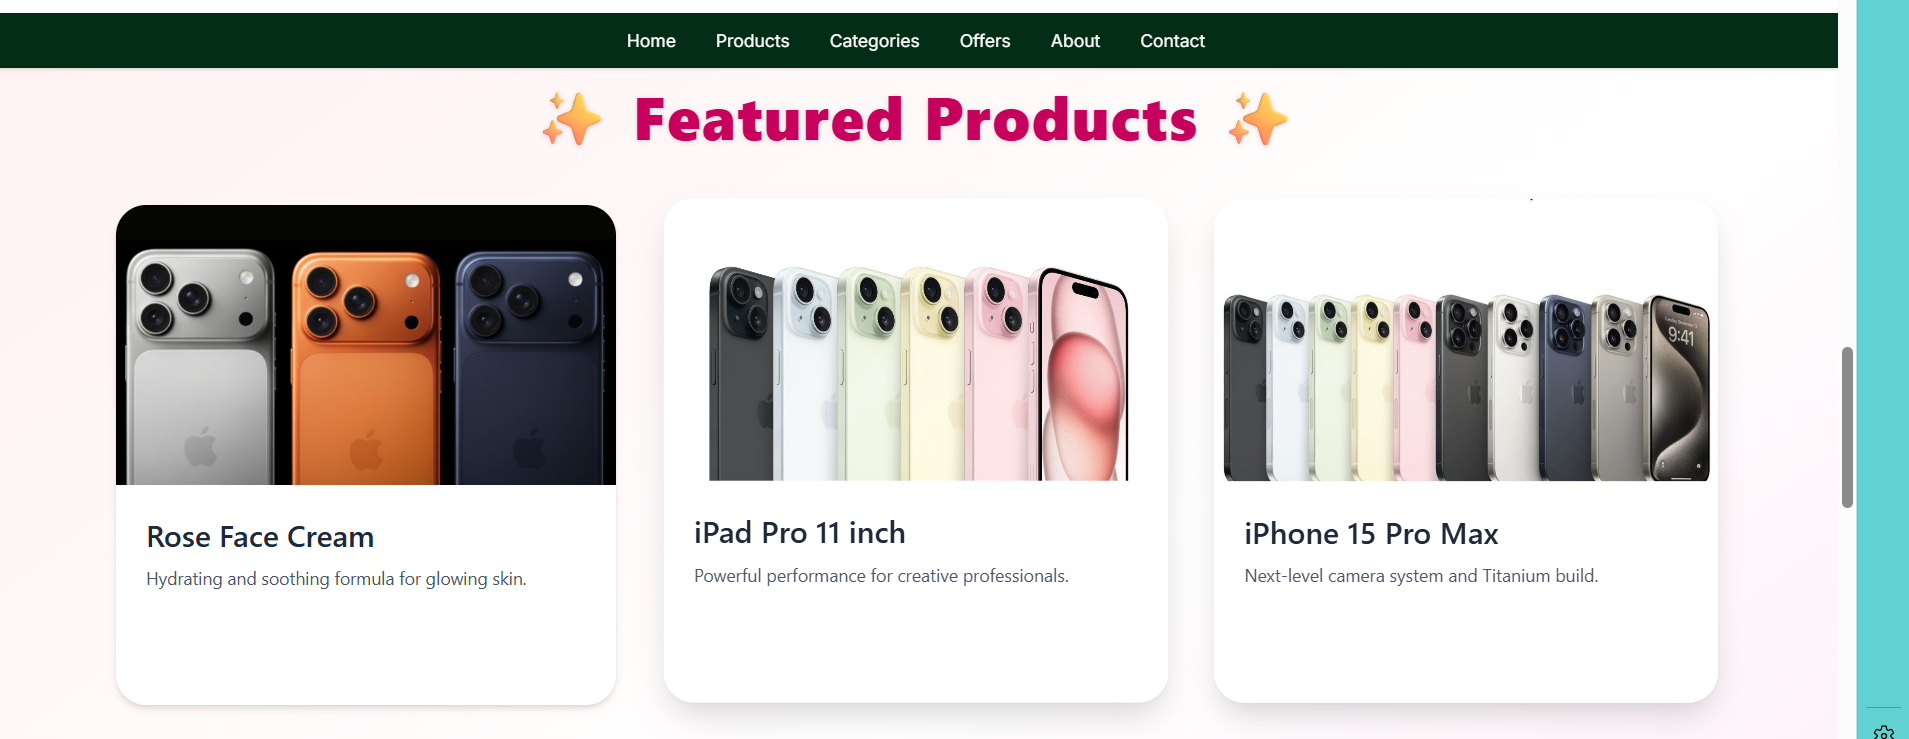 Home Products Categories Offers About Contact
✨ Featured Products ✨
9:41
Rose Face Cream
Hydrating and soothing formula for glowing skin.
iPad Pro 11 inch
Powerful performance for creative professionals.
iPhone 15 Pro Max
Next-level camera system and Titanium build.